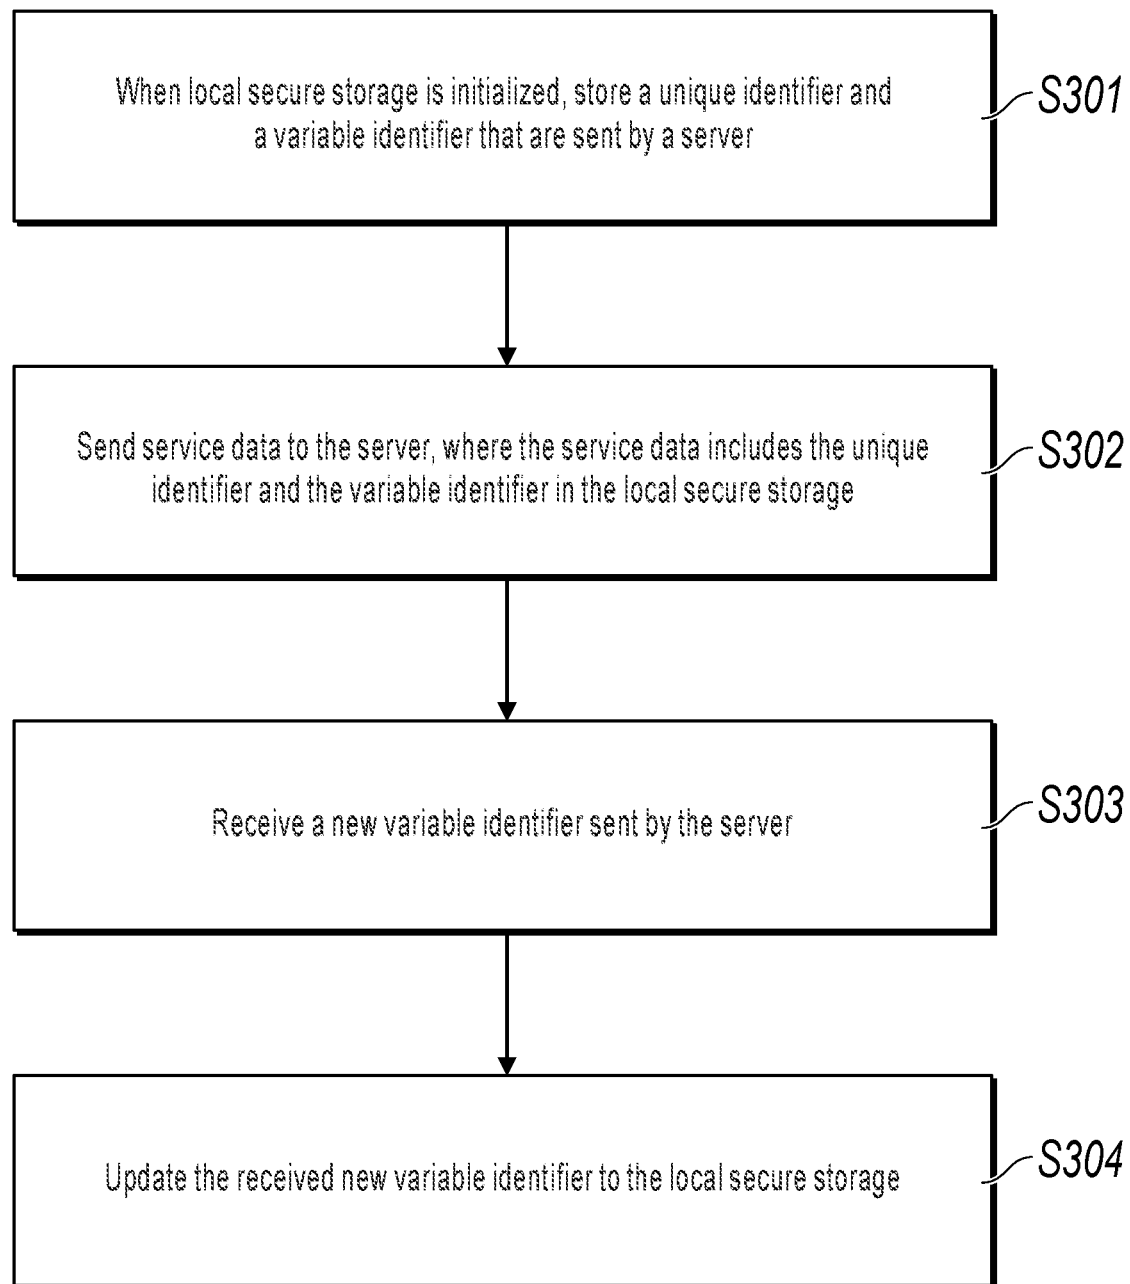 When local secure storage is initialized, store a unique identifier and
a variable identifier that are sent by a server
S301
Send service data to the server, where the service data includes the unique
identifier and the variable identifier in the local secure storage
S302
Receive a new variable identifier sent by the server
S303
Update the received new variable identifier to the local secure storage
S304